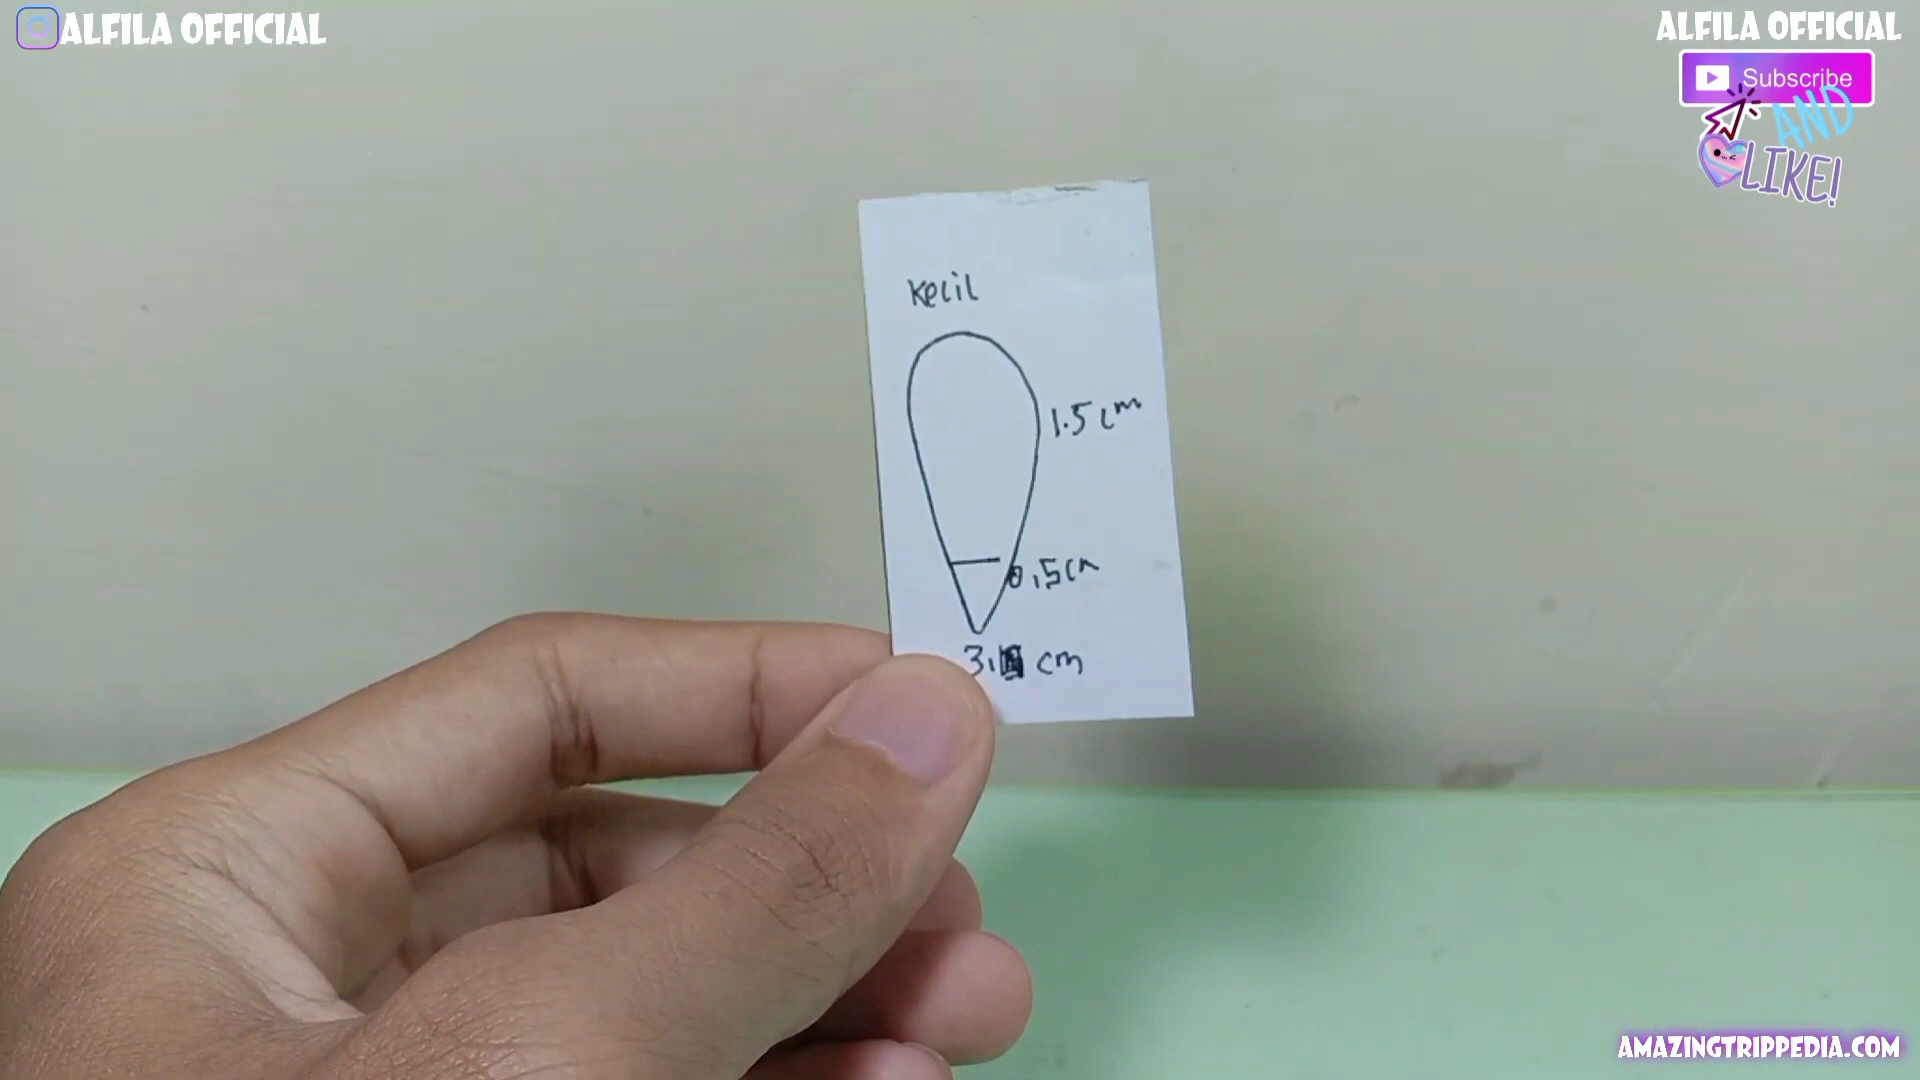 ALFILA OFFICIAL
ALFILA OFFICIAL
Subscribe
AND
LIKE!
Kecil
1.5 cm
0.5cm
cm
AMAZINGTRIPPEDIA.COM